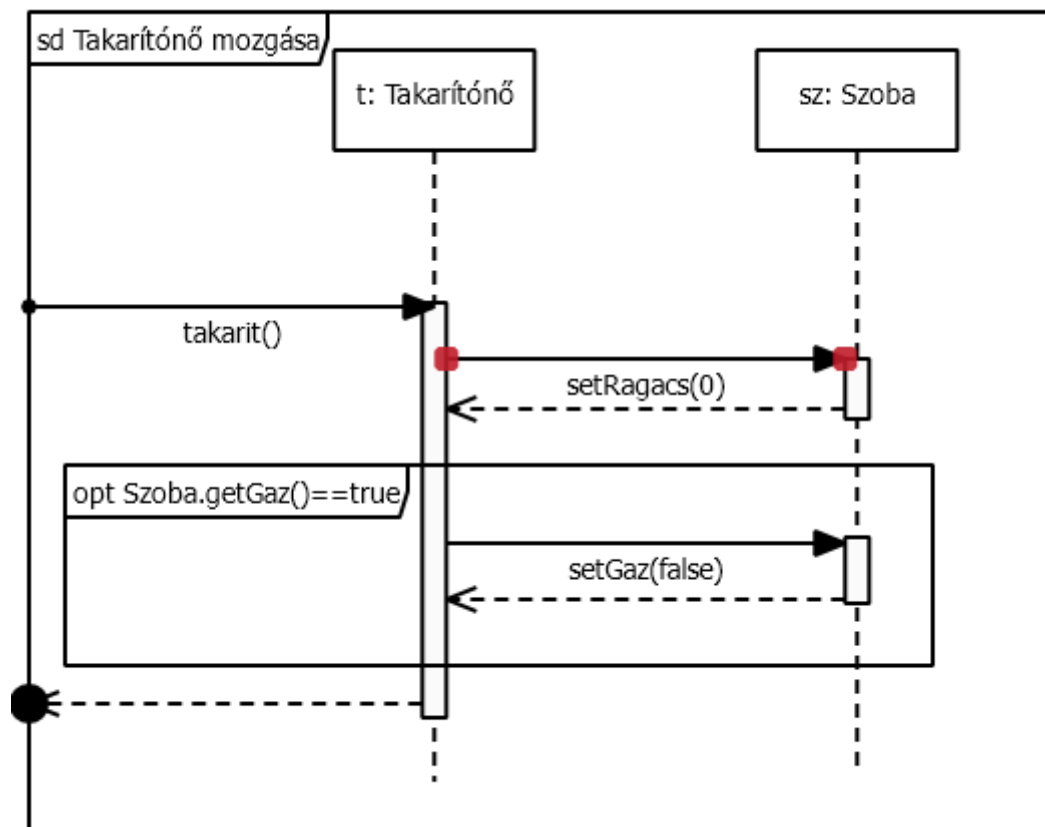 sd Takarítónő mozgása
t: Takarítónő
sz: Szoba
takarit()
setRagacs(0)
opt Szoba.getGaz()==true
setGaz(false)